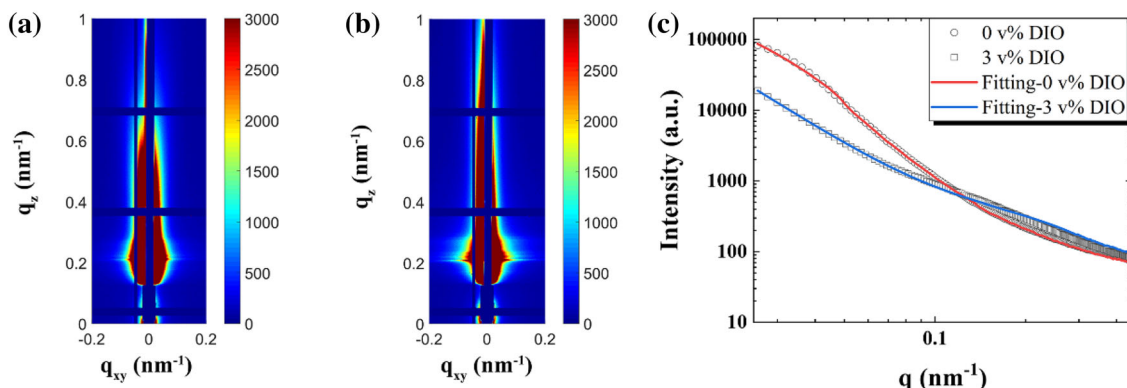 (a)
1
0.8
0.6
0.4
0.2
0
-0.2 0 0.2
q_z (nm⁻¹)
q_xy (nm⁻¹)
3000
2500
2000
1500
1000
500
0
(b)
1
0.8
0.6
0.4
0.2
0
-0.2 0 0.2
q_z (nm⁻¹)
q_xy (nm⁻¹)
3000
2500
2000
1500
1000
500
0
(c)
100000
10000
1000
100
10
0.1
Intensity (a.u.)
q (nm⁻¹)
0 v% DIO
3 v% DIO
Fitting-0 v% DIO
Fitting-3 v% DIO